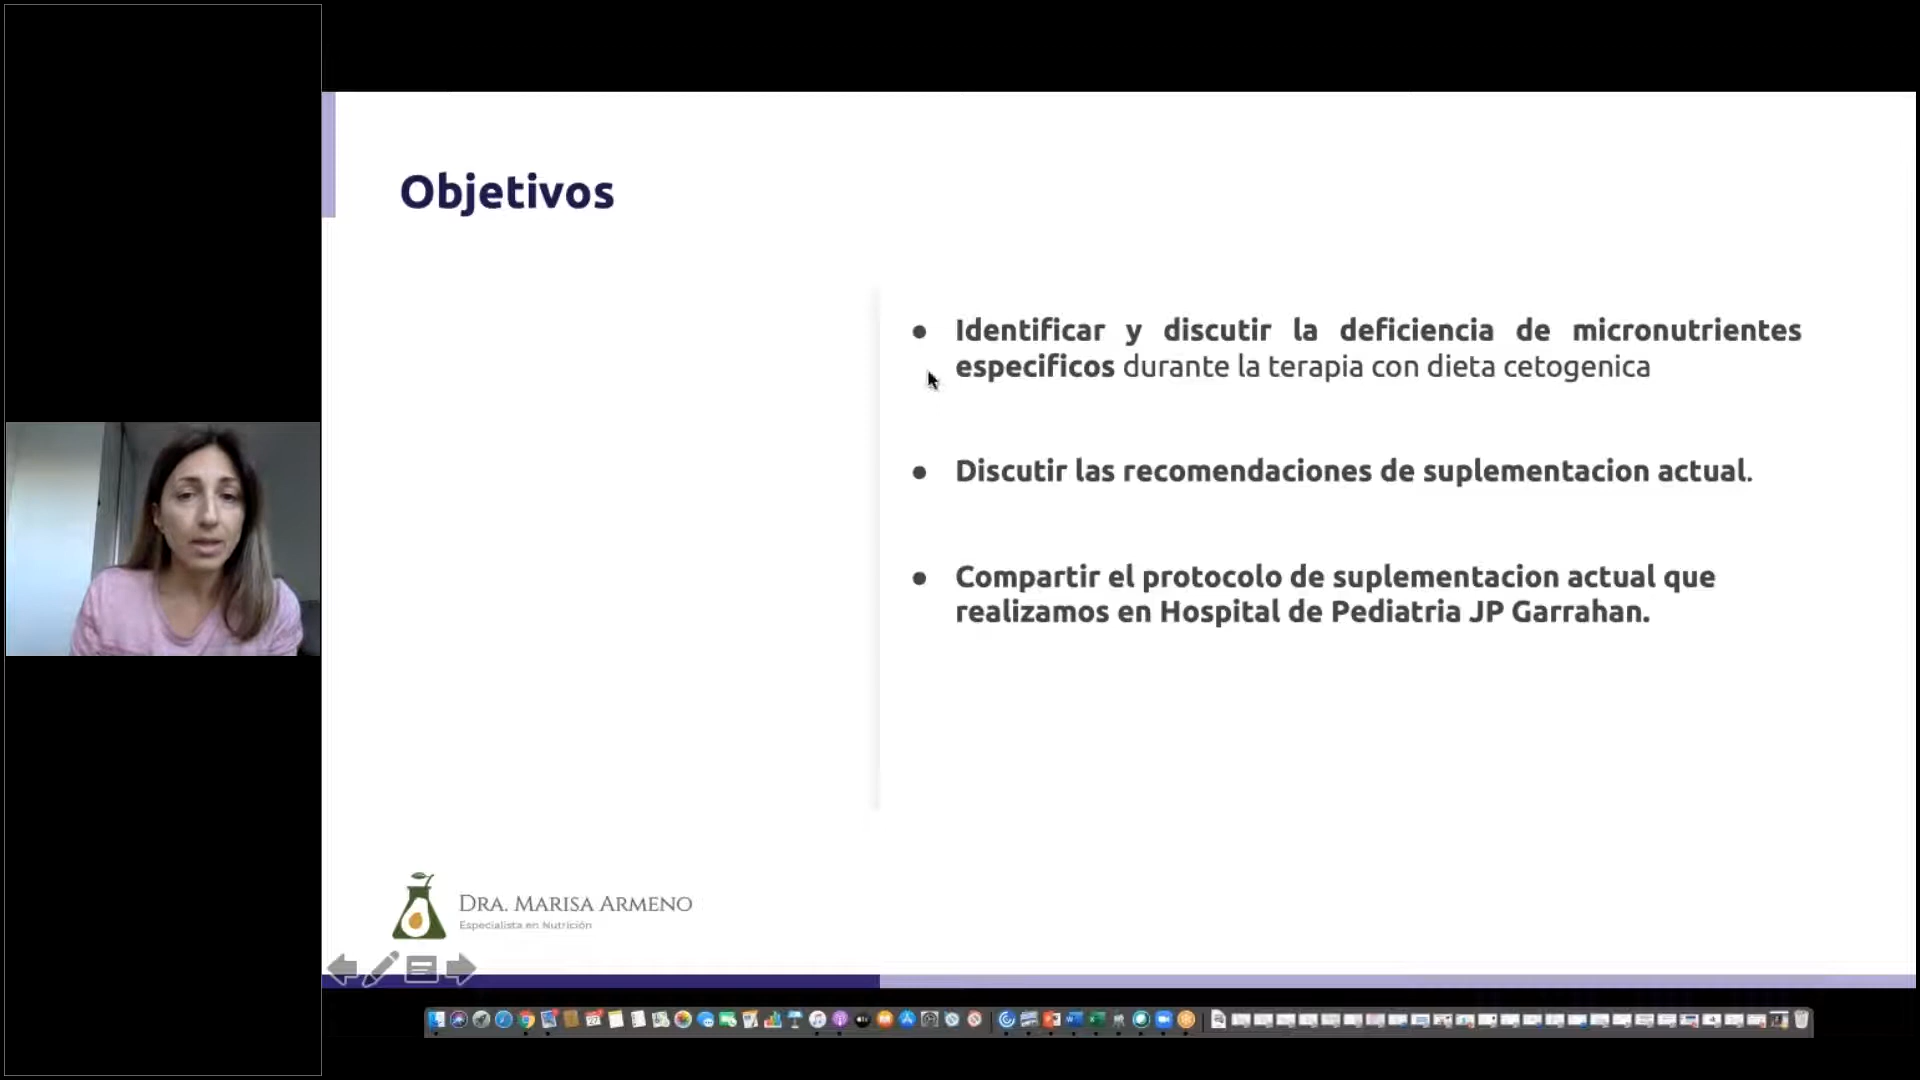 Objetivos
● Identificar y discutir la deficiencia de micronutrientes
especificos durante la terapia con dieta cetogenica
● Discutir las recomendaciones de suplementacion actual.
● Compartir el protocolo de suplementacion actual que
realizamos en Hospital de Pediatria JP Garrahan.
DRA. MARISA ARMENO
Especialista en Nutrición